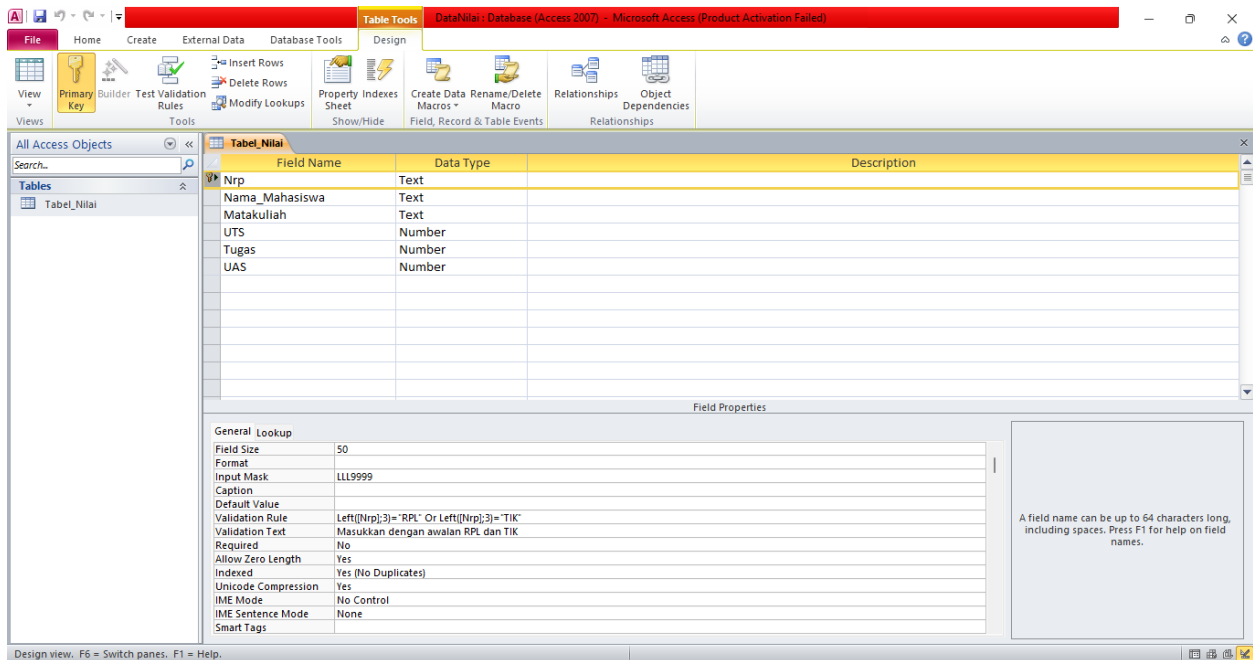 A
Table Tools
DataNilai : Database (Access 2007) - Microsoft Access (Product Activation Failed)
File Home Create External Data Database Tools Design
View
Views
Primary Key
Builder
Test Validation Rules
Insert Rows
Delete Rows
Modify Lookups
Tools
Property Sheet
Indexes
Show/Hide
Create Data Macros
Rename/Delete Macro
Field, Record & Table Events
Relationships
Object Dependencies
Relationships
All Access Objects
Search...
Tables
Tabel_Nilai
Tabel_Nilai
Field Name Data Type Description
Nrp Text
Nama_Mahasiswa Text
Matakuliah Text
UTS Number
Tugas Number
UAS Number
Field Properties
General Lookup
Field Size 50
Format
Input Mask LLL9999
Caption
Default Value
Validation Rule Left([Nrp];3)="RPL" Or Left([Nrp];3)="TIK"
Validation Text Masukkan dengan awalan RPL dan TIK
Required No
Allow Zero Length Yes
Indexed Yes (No Duplicates)
Unicode Compression Yes
IME Mode No Control
IME Sentence Mode None
Smart Tags
A field name can be up to 64 characters long,
including spaces. Press F1 for help on field
names.
Design view. F6 = Switch panes. F1 = Help.